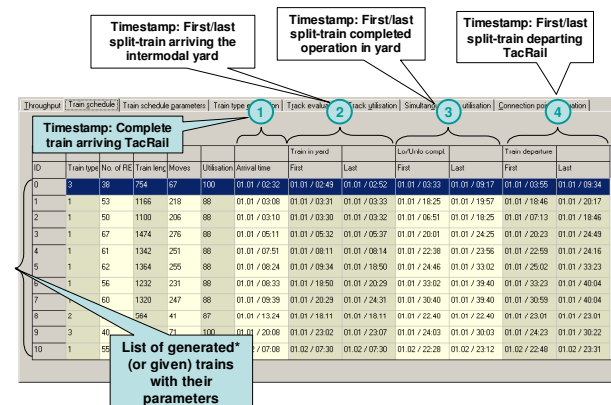 Timestamp: First/last
split-train arriving the
intermodal yard
Timestamp: First/last
split-train completed
operation in yard
Timestamp: First/last
split-train departing
TacRail
Throughput Train schedule Train schedule parameters Train type Track Track utilisation utilisation Connection
1 2 3 4
Timestamp: Complete
train arriving TacRail
Train in yard Lo/Unlo compl. Train departure
ID Train type No. of RE Train leng Moves Utilisation Arrival time First Last First Last First Last
0 3 38 754 67 100 01.01 / 02:32 01.01 / 02:49 01.01 / 02:52 01.01 / 03:33 01.01 / 09:17 01.01 / 03:55 01.01 / 09:34
1 1 53 1166 218 88 01.01 / 03:08 01.01 / 03:31 01.01 / 03:33 01.01 / 18:25 01.01 / 19:57 01.01 / 18:46 01.01 / 20:17
2 1 50 1100 206 88 01.01 / 03:10 01.01 / 03:30 01.01 / 03:32 01.01 / 06:51 01.01 / 18:25 01.01 / 07:13 01.01 / 18:46
3 1 67 1474 276 88 01.01 / 05:11 01.01 / 05:32 01.01 / 05:37 01.01 / 20:01 01.01 / 24:25 01.01 / 20:23 01.01 / 24:49
4 1 61 1342 251 88 01.01 / 07:51 01.01 / 08:11 01.01 / 08:14 01.01 / 22:38 01.01 / 23:56 01.01 / 22:59 01.01 / 24:16
5 1 62 1364 255 88 01.01 / 08:24 01.01 / 09:34 01.01 / 18:50 01.01 / 24:46 01.01 / 33:02 01.01 / 25:02 01.01 / 33:23
6 1 56 1232 231 88 01.01 / 08:33 01.01 / 18:50 01.01 / 20:29 01.01 / 33:02 01.01 / 39:40 01.01 / 33:23 01.01 / 40:04
7 60 1320 247 88 01.01 / 09:39 01.01 / 20:29 01.01 / 24:31 01.01 / 30:40 01.01 / 39:40 01.01 / 30:59 01.01 / 40:04
8 2 564 41 87 01.01 / 13:24 01.01 / 18:11 01.01 / 18:11 01.01 / 22:40 01.01 / 22:40 01.01 / 23:01 01.01 / 23:01
9 3 40 71 100 01.01 / 20:08 01.01 / 23:02 01.01 / 23:07 01.01 / 24:03 01.01 / 30:03 01.01 / 24:23 01.01 / 30:22
10 1 55 / 07:08 01.02 / 07:30 01.02 / 07:30 01.02 / 22:28 01.02 / 23:12 01.02 / 22:48 01.02 / 23:31
List of generated*
(or given) trains
with their
parameters